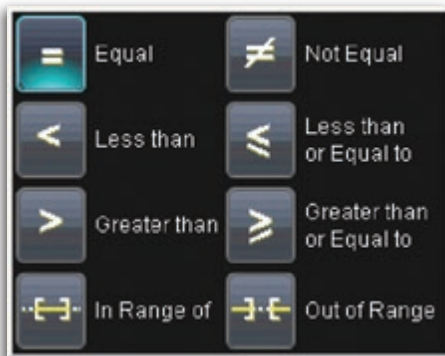 = Equal
≠ Not Equal
< Less than
≤ Less than
or Equal to
> Greater than
≥ Greater than
or Equal to
In Range of
Out of Range